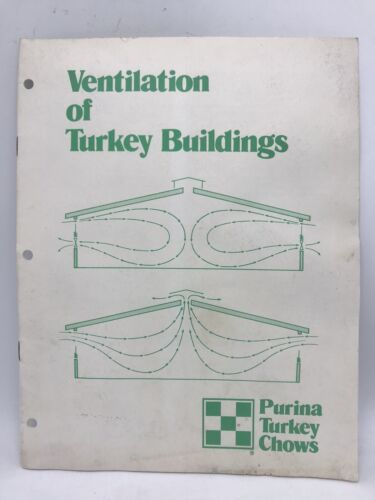 Ventilation
of
Turkey Buildings
Purina
Turkey
Chows